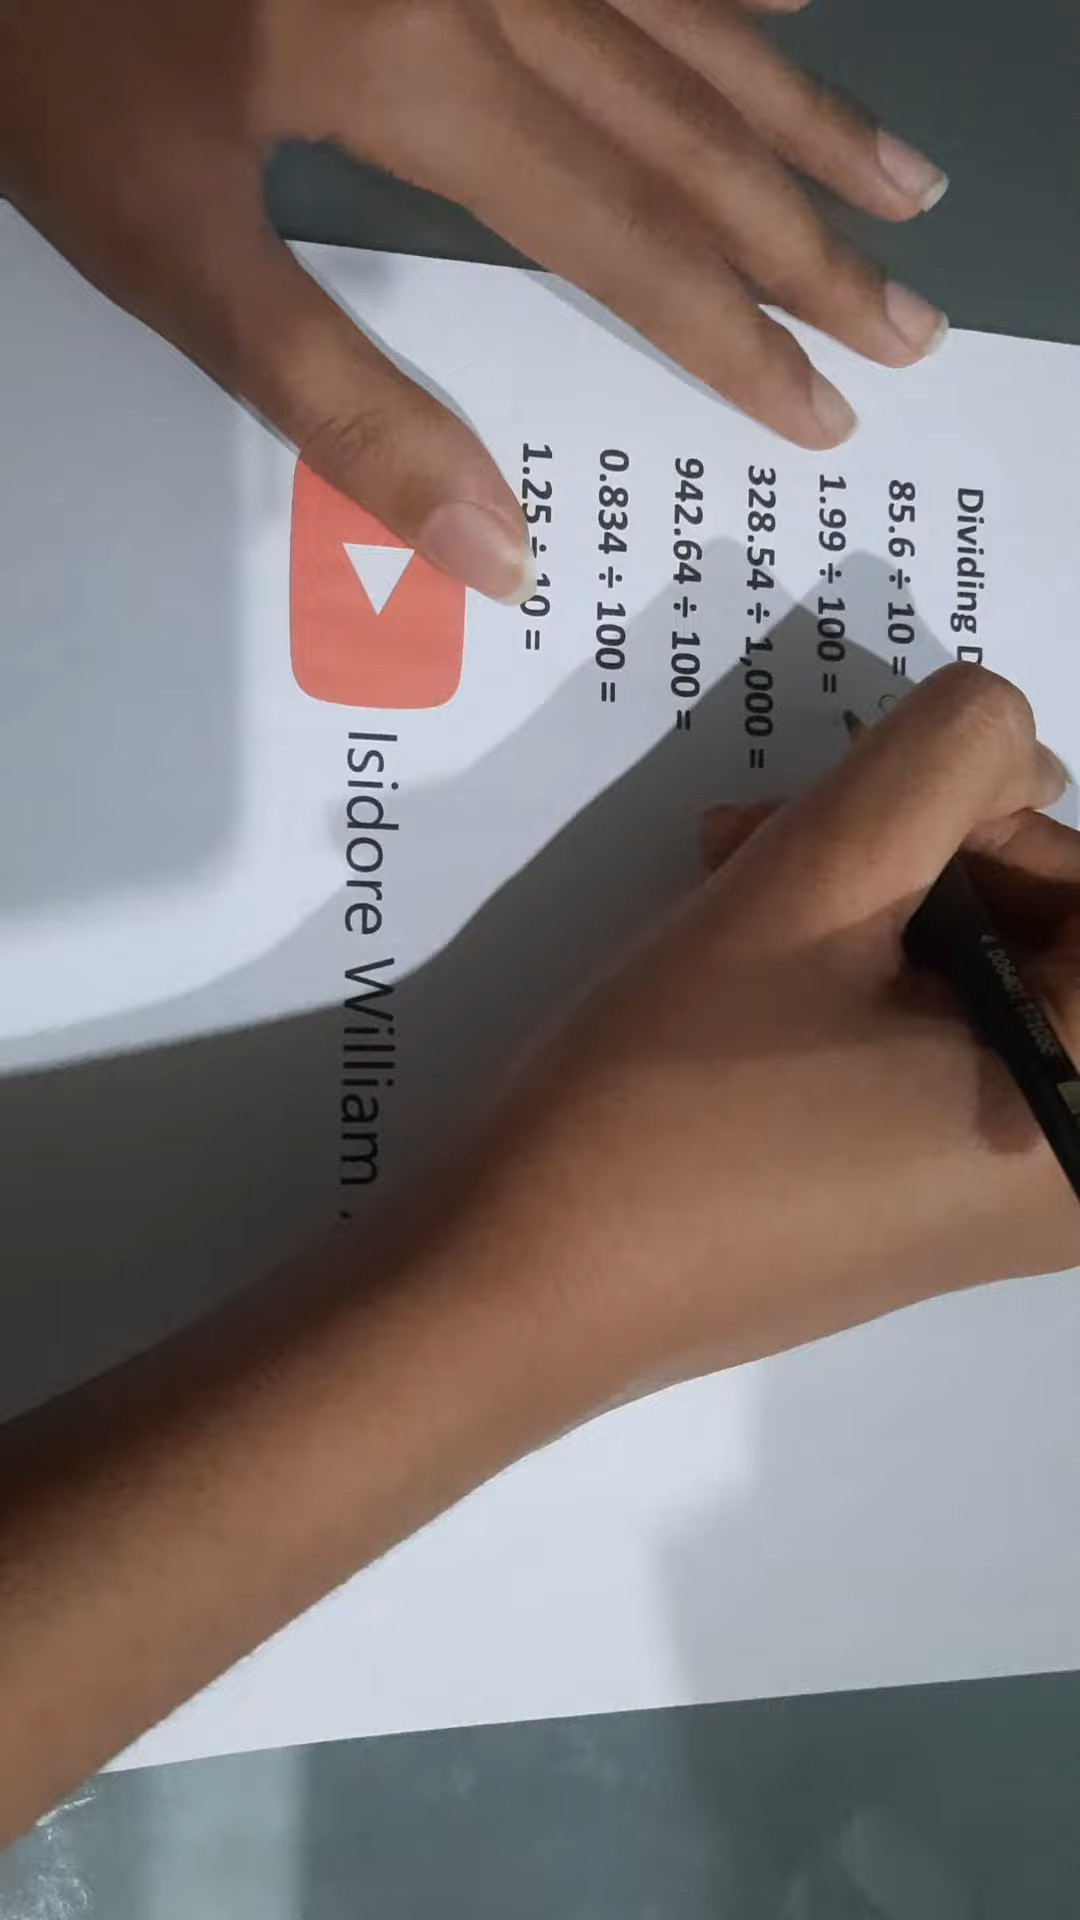 Dividing
85.6 ÷ 10 =
1.99 ÷ 100 =
328.54 ÷ 1,000 =
942.64 ÷ 100 =
0.834 ÷ 100 =
1.25 ÷ 10 =
Isidore William ,